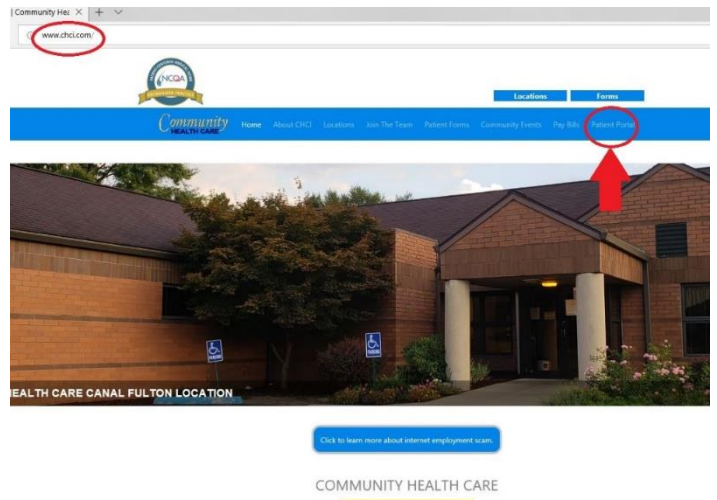 | Community Hea
www.chci.com/
NCQA
Locations Forms
Community
HEALTH CARE
Home About CHCI Locations Join The Team Patient Forms Community Events Pay Bills Patient Portal
HEALTH CARE CANAL FULTON LOCATION
Click to learn more about internet employment scam.
COMMUNITY HEALTH CARE